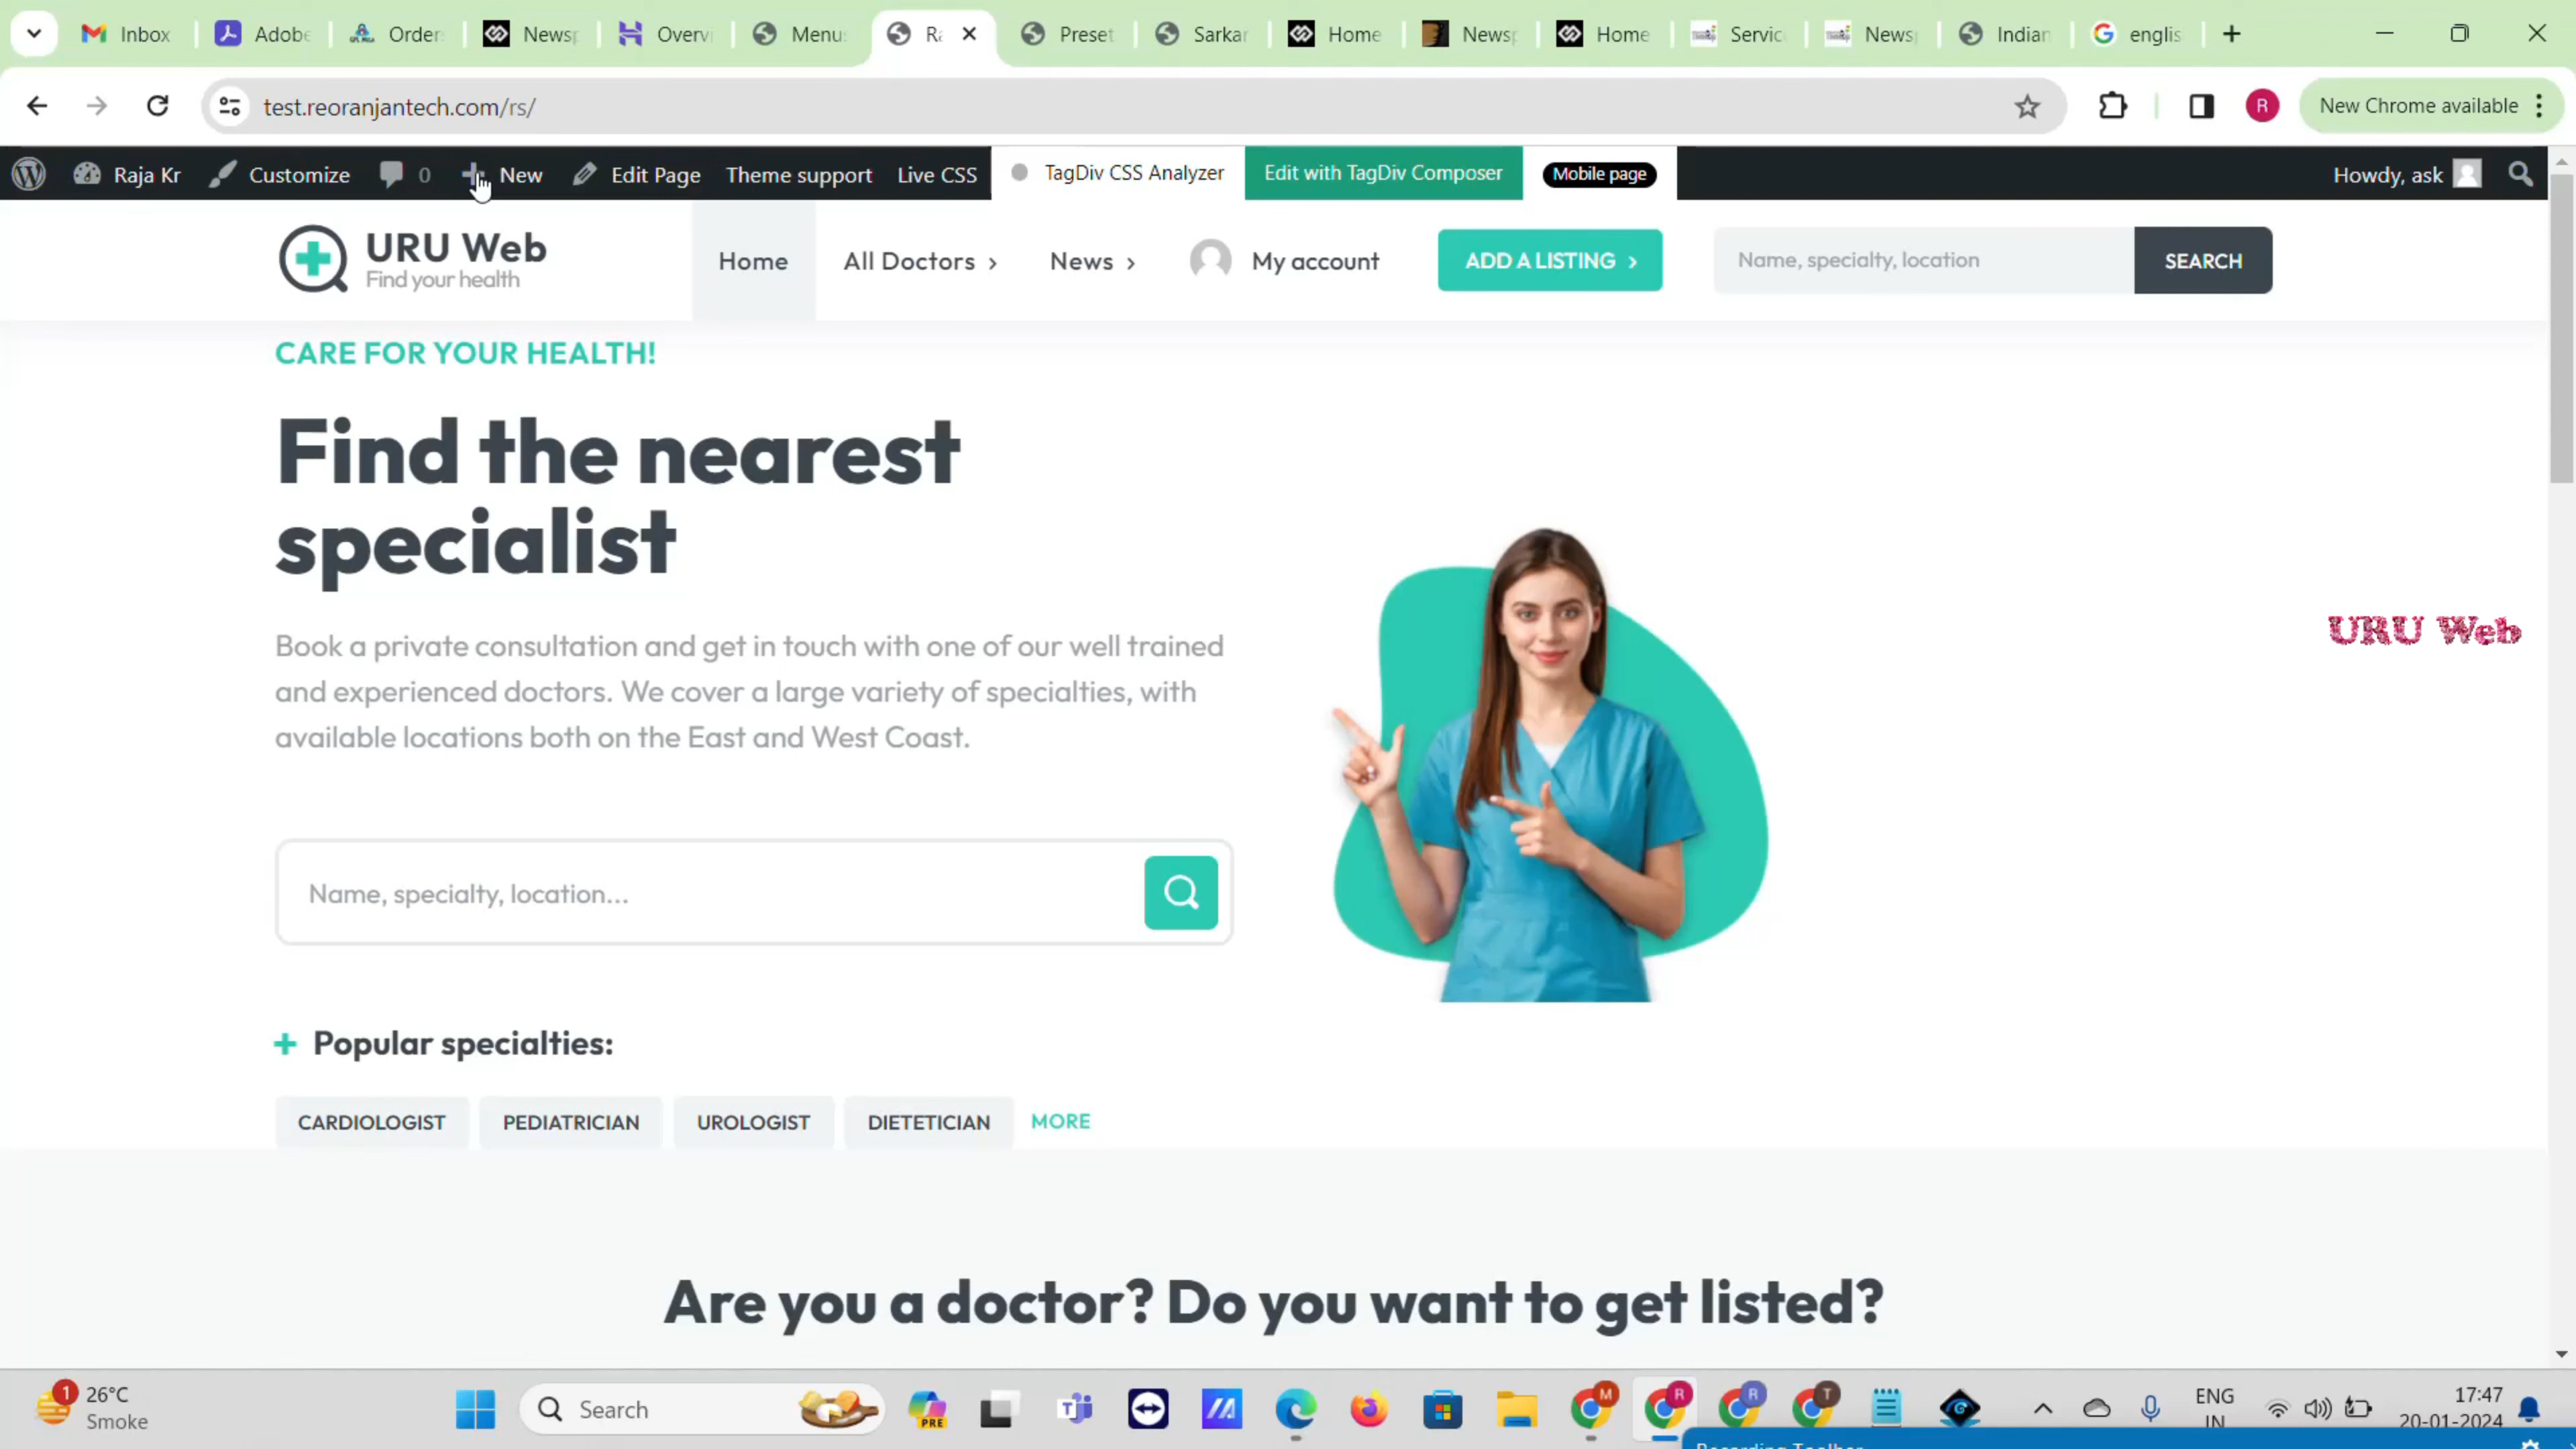 Inbox
Adobe
Order
Newsp
Overvi
Menu
Ra
Preset
Sarkar
Home
Newsp
Home
Servic
News
Indian
englis
test.reoranjantech.com/rs/
R
New Chrome available
Raja Kr
Customize
0
New
Edit Page
Theme support
Live CSS
TagDiv CSS Analyzer
Edit with TagDiv Composer
Mobile page
Howdy, ask
URU Web
Find your health
Home
All Doctors
News
My account
ADD A LISTING
Name, specialty, location
SEARCH
CARE FOR YOUR HEALTH!
Find the nearest
specialist
Book a private consultation and get in touch with one of our well trained
and experienced doctors. We cover a large variety of specialties, with
available locations both on the East and West Coast.
URU Web
Name, specialty, location...
Popular specialties:
CARDIOLOGIST
PEDIATRICIAN
UROLOGIST
DIETETICIAN
MORE
Are you a doctor? Do you want to get listed?
1
26°C
Smoke
Search
PRE
M
R
R
T
ENG
IN
17:47
20-01-2024